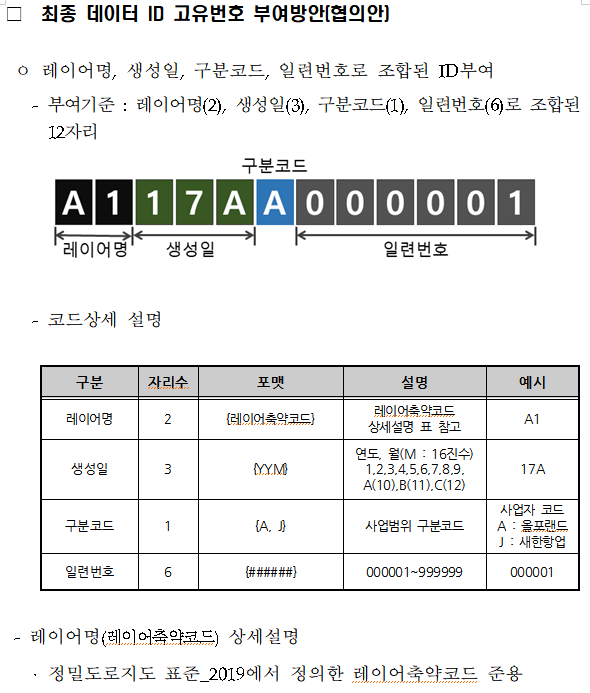 □ 최종 데이터 ID 고유번호 부여방안(협의안)
ㅇ 레이어명, 생성일, 구분코드, 일련번호로 조합된 ID부여
- 부여기준 : 레이어명(2), 생성일(3), 구분코드(1), 일련번호(6)로 조합된
12자리
구분코드
A 1 1 7 A A 0 0 0 0 0 1
레이어명 생성일 일련번호
- 코드상세 설명
구분 자리수 포맷 설명 예시
레이어명 2 {레이어축약코드} 레이어축약코드
상세설명 표 참고 A1
생성일 3 {YYM} 연도, 월(M : 16진수)
1,2,3,4,5,6,7,8,9,
A(10),B(11),C(12) 17A
구분코드 1 {A, J} 사업범위 구분코드 사업자 코드
A : 올포랜드
J : 새한항업
일련번호 6 {######} 000001~999999 000001
- 레이어명(레이어축약코드) 상세설명
· 정밀도로지도 표준_2019에서 정의한 레이어축약코드 준용